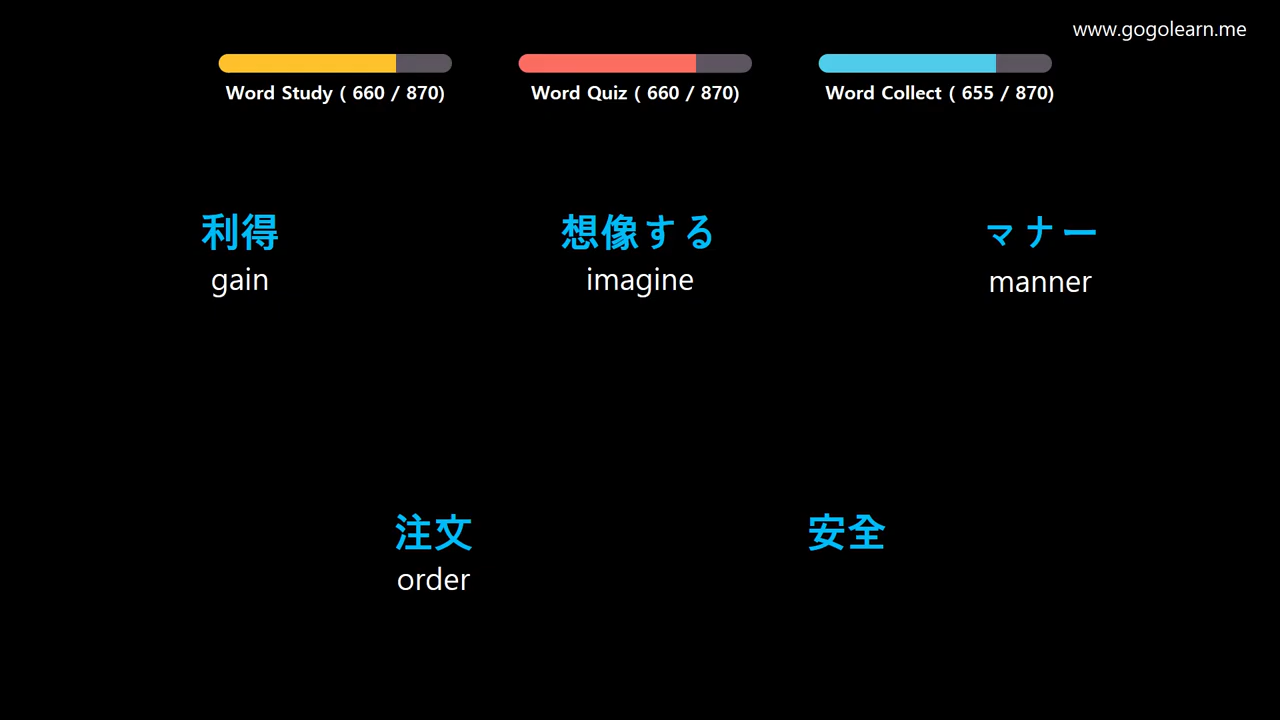 www.gogolearn.me
Word Study ( 660 / 870)
Word Quiz ( 660 / 870)
Word Collect ( 655 / 870)
利得
gain
想像する
imagine
マナー
manner
注文
order
安全